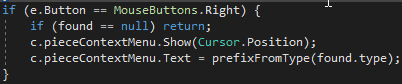 if (e.Button == MouseButtons.Right) {
if (found == null) return;
c.pieceContextMenu.Show(Cursor.Position);
c.pieceContextMenu.Text = prefixFromType(found.type);
}